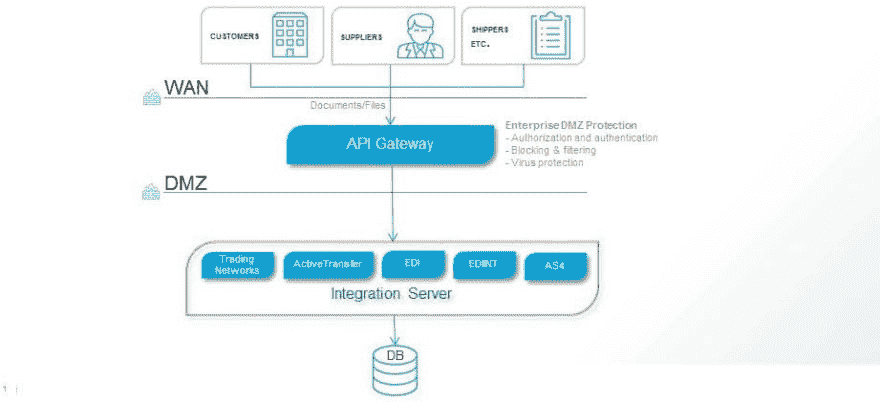 CUSTOMERS
SUPPLIERS
SHIPPERS
ETC.
WAN
Documents/Files
API Gateway
Enterprise DMZ Protection
- Authorization and authentication
- Blocking & filtering
- Virus protection
DMZ
Trading
Networks
ActiveTransfer
EDI
EDIINT
AS4
Integration Server
DB
1 |